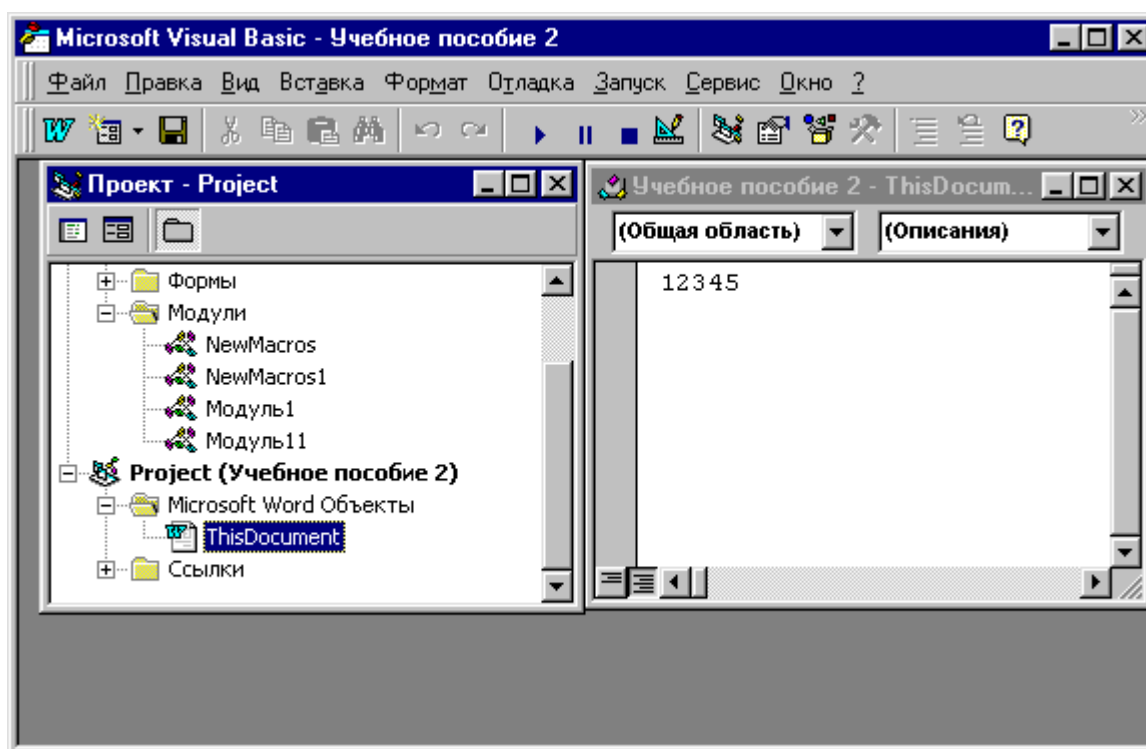 Microsoft Visual Basic - Учебное пособие 2
Файл Правка Вид Вставка Формат Отладка Запуск Сервис Окно ?
Проект - Project
Формы
Модули
NewMacros
NewMacros1
Модуль1
Модуль11
Project (Учебное пособие 2)
Microsoft Word Объекты
ThisDocument
Ссылки
Учебное пособие 2 - ThisDocum...
(Общая область) (Описания)
12345